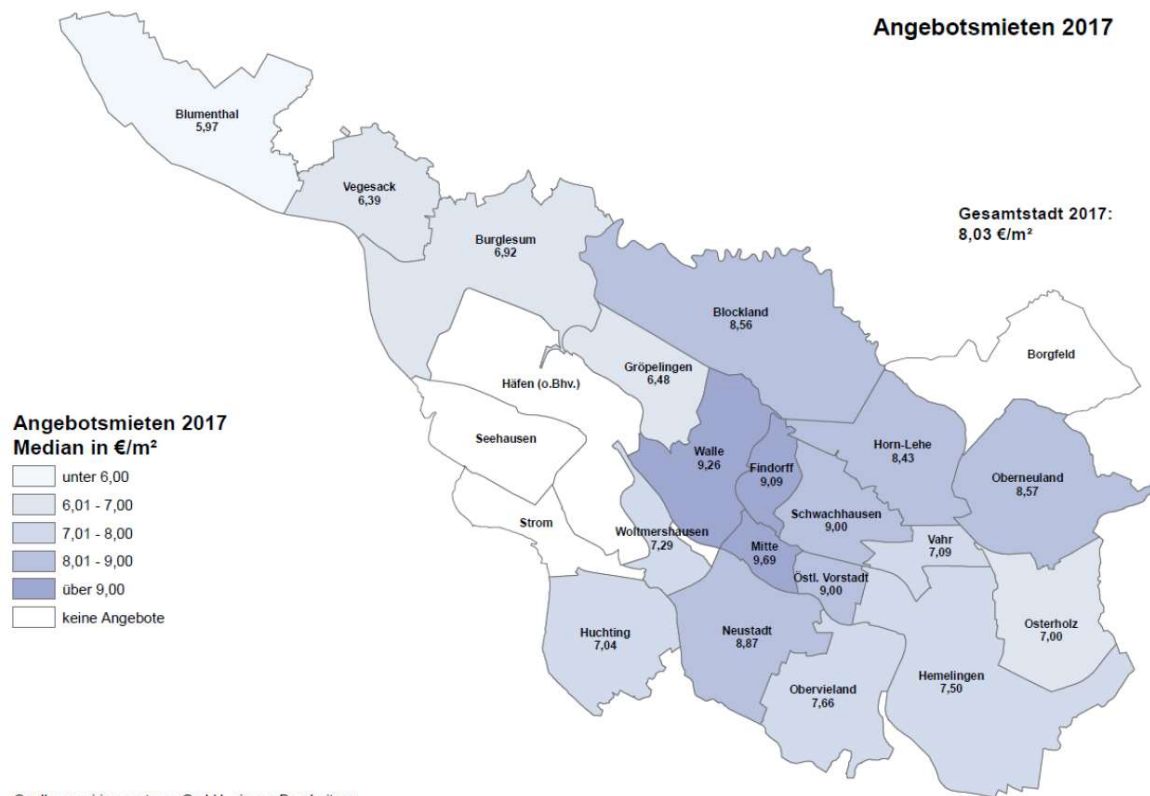 Angebotsmieten 2017
Blumenthal
5,97
Vegesack
6,39
Burglesum
6,92
Gesamtstadt 2017:
8,03 €/m²
Blockland
8,56
Borgfeld
Gröpelingen
6,48
Häfen (o.Bhv.)
Angebotsmieten 2017
Median in €/m²
unter 6,00
6,01 - 7,00
7,01 - 8,00
8,01 - 9,00
über 9,00
keine Angebote
Seehausen
Walle
9,26
Findorff
9,09
Horn-Lehe
8,43
Oberneuland
8,57
Strom
Woltmershausen
7,29
Schwachhausen
9,00
Vahr
7,09
Mitte
9,69
Östl. Vorstadt
9,00
Huchting
7,04
Neustadt
8,87
Osterholz
7,00
Obervieland
7,66
Hemelingen
7,50